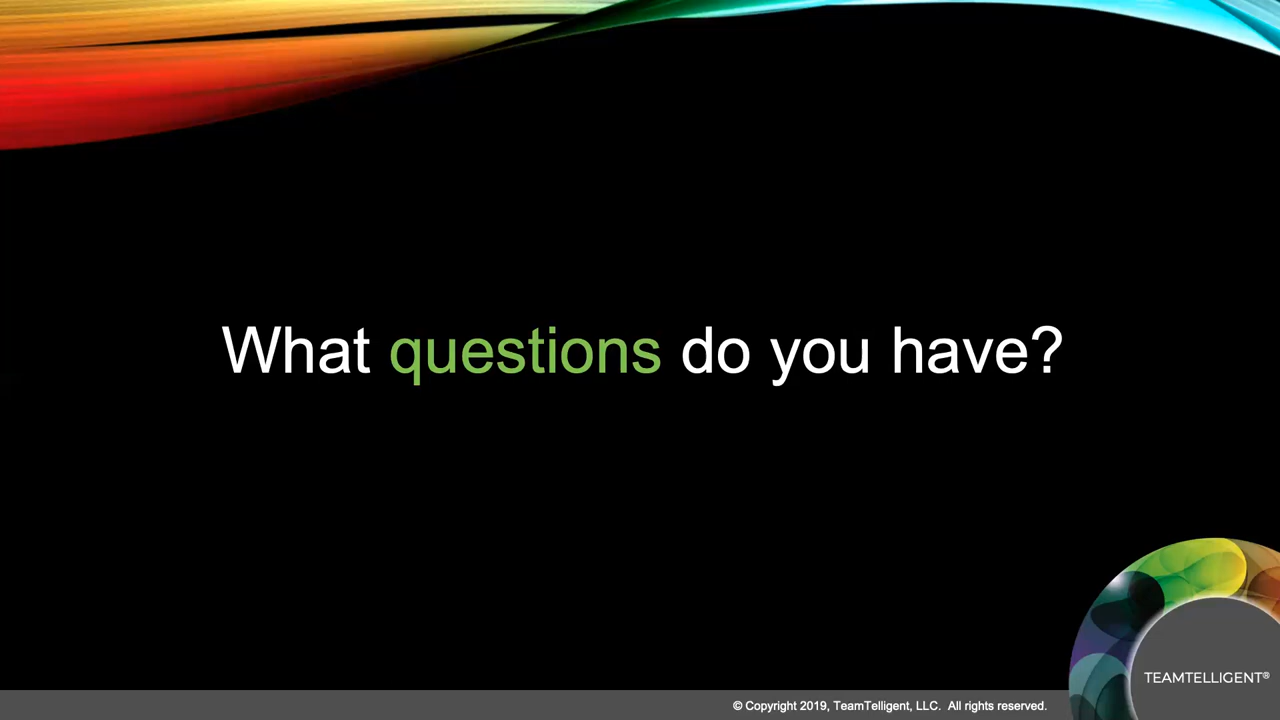 What questions do you have?
TEAMTELLIGENT®
© Copyright 2019, TeamTelligent, LLC. All rights reserved.